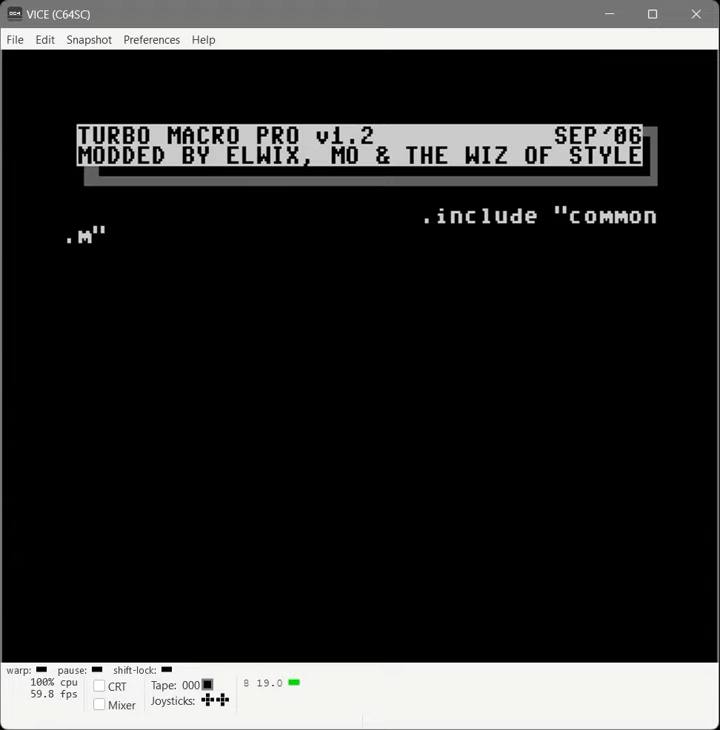 VICE (C64SC)
File Edit Snapshot Preferences Help
TURBO MACRO PRO v1.2 SEP'06
MODDED BY ELWIX, MO & THE WIZ OF STYLE
.include "common
.m"
warp: pause: shift-lock:
100% cpu
59.8 fps
CRT
Mixer
Tape: 000
Joysticks:
8 19.0